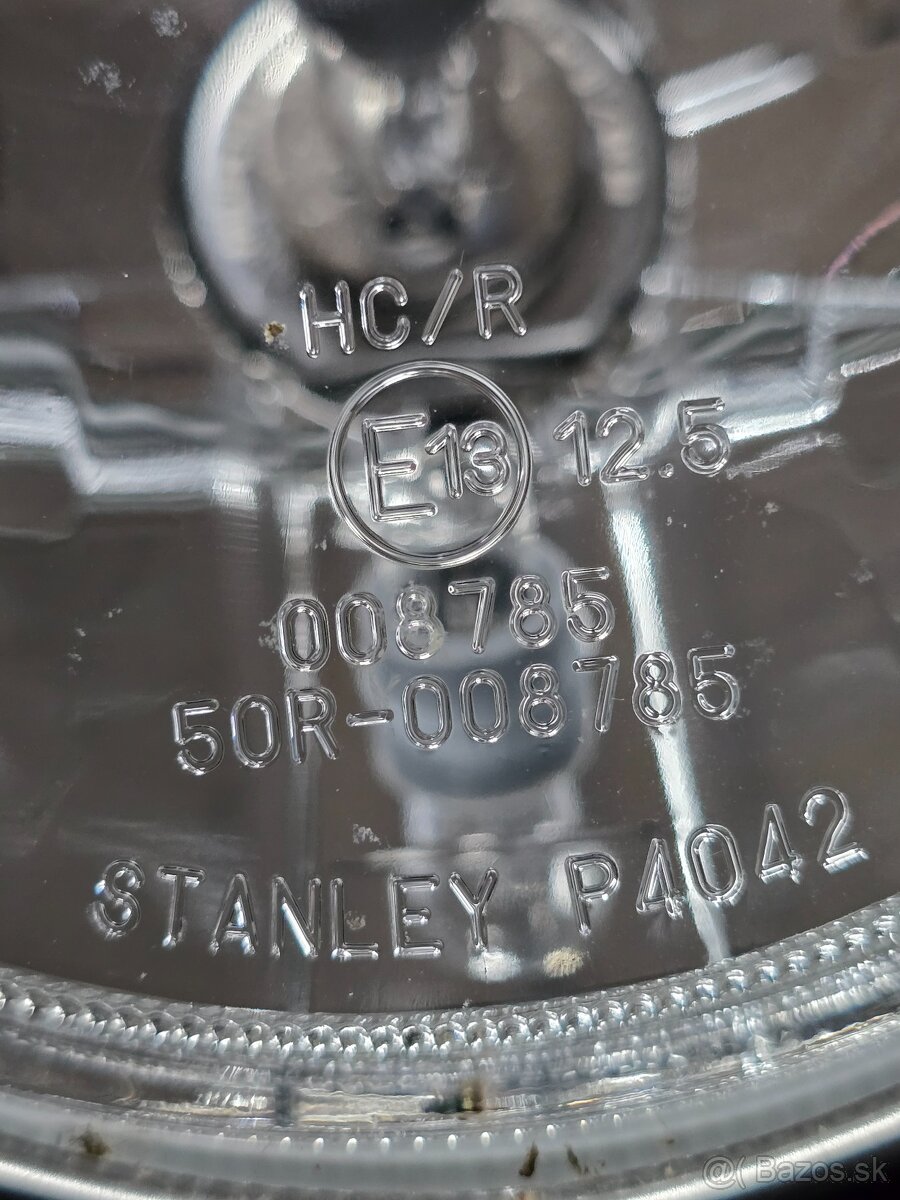 HC/R
E13 12.5
008785
50R-008785
STANLEY P4042
@( Bazos.sk